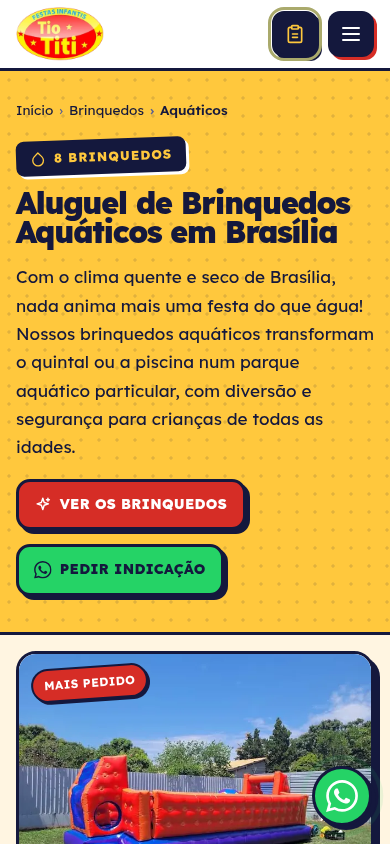 FESTAS INFANTIS
Tio
Titi
Início › Brinquedos › Aquáticos
8 BRINQUEDOS
Aluguel de Brinquedos
Aquáticos em Brasília
Com o clima quente e seco de Brasília,
nada anima mais uma festa do que água!
Nossos brinquedos aquáticos transformam
o quintal ou a piscina num parque
aquático particular, com diversão e
segurança para crianças de todas as
idades.
VER OS BRINQUEDOS
PEDIR INDICAÇÃO
MAIS PEDIDO